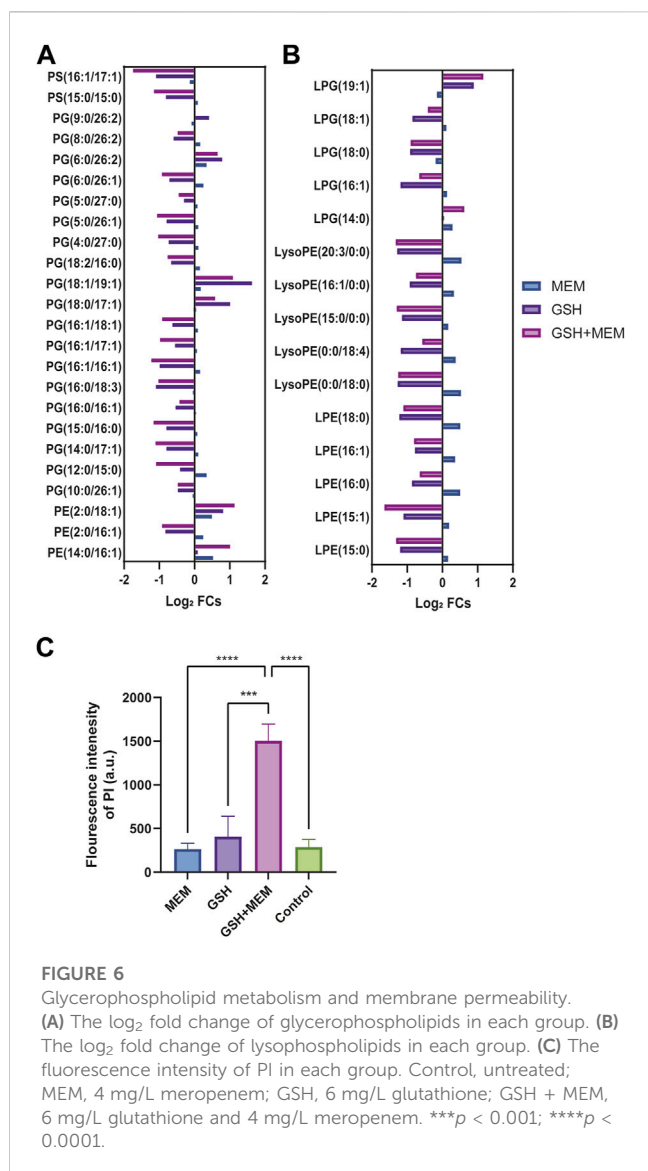 A
PS(16:1/17:1)
PS(15:0/15:0)
PG(9:0/26:2)
PG(8:0/26:2)
PG(6:0/26:2)
PG(6:0/26:1)
PG(5:0/27:0)
PG(5:0/26:1)
PG(4:0/27:0)
PG(18:2/16:0)
PG(18:1/19:1)
PG(18:0/17:1)
PG(16:1/18:1)
PG(16:1/17:1)
PG(16:1/16:1)
PG(16:0/18:3)
PG(16:0/16:1)
PG(15:0/16:0)
PG(14:0/17:1)
PG(12:0/15:0)
PG(10:0/26:1)
PE(2:0/18:1)
PE(2:0/16:1)
PE(14:0/16:1)
-2 -1 0 1 2
Log₂ FCs
B
LPG(19:1)
LPG(18:1)
LPG(18:0)
LPG(16:1)
LPG(14:0)
LysoPE(20:3/0:0)
LysoPE(16:1/0:0)
LysoPE(15:0/0:0)
LysoPE(0:0/18:4)
LysoPE(0:0/18:0)
LPE(18:0)
LPE(16:1)
LPE(16:0)
LPE(15:1)
LPE(15:0)
-2 -1 0 1 2
Log₂ FCs
MEM
GSH
GSH+MEM
C
**** ****
***
Flourescence intenesity
of PI (a.u.)
2000
1500
1000
500
0
MEM
GSH
GSH+MEM
Control
FIGURE 6
Glycerophospholipid metabolism and membrane permeability.
(A) The log₂ fold change of glycerophospholipids in each group. (B)
The log₂ fold change of lysophospholipids in each group. (C) The
fluorescence intensity of PI in each group. Control, untreated;
MEM, 4 mg/L meropenem; GSH, 6 mg/L glutathione; GSH + MEM,
6 mg/L glutathione and 4 mg/L meropenem. ***p < 0.001; ****p <
0.0001.